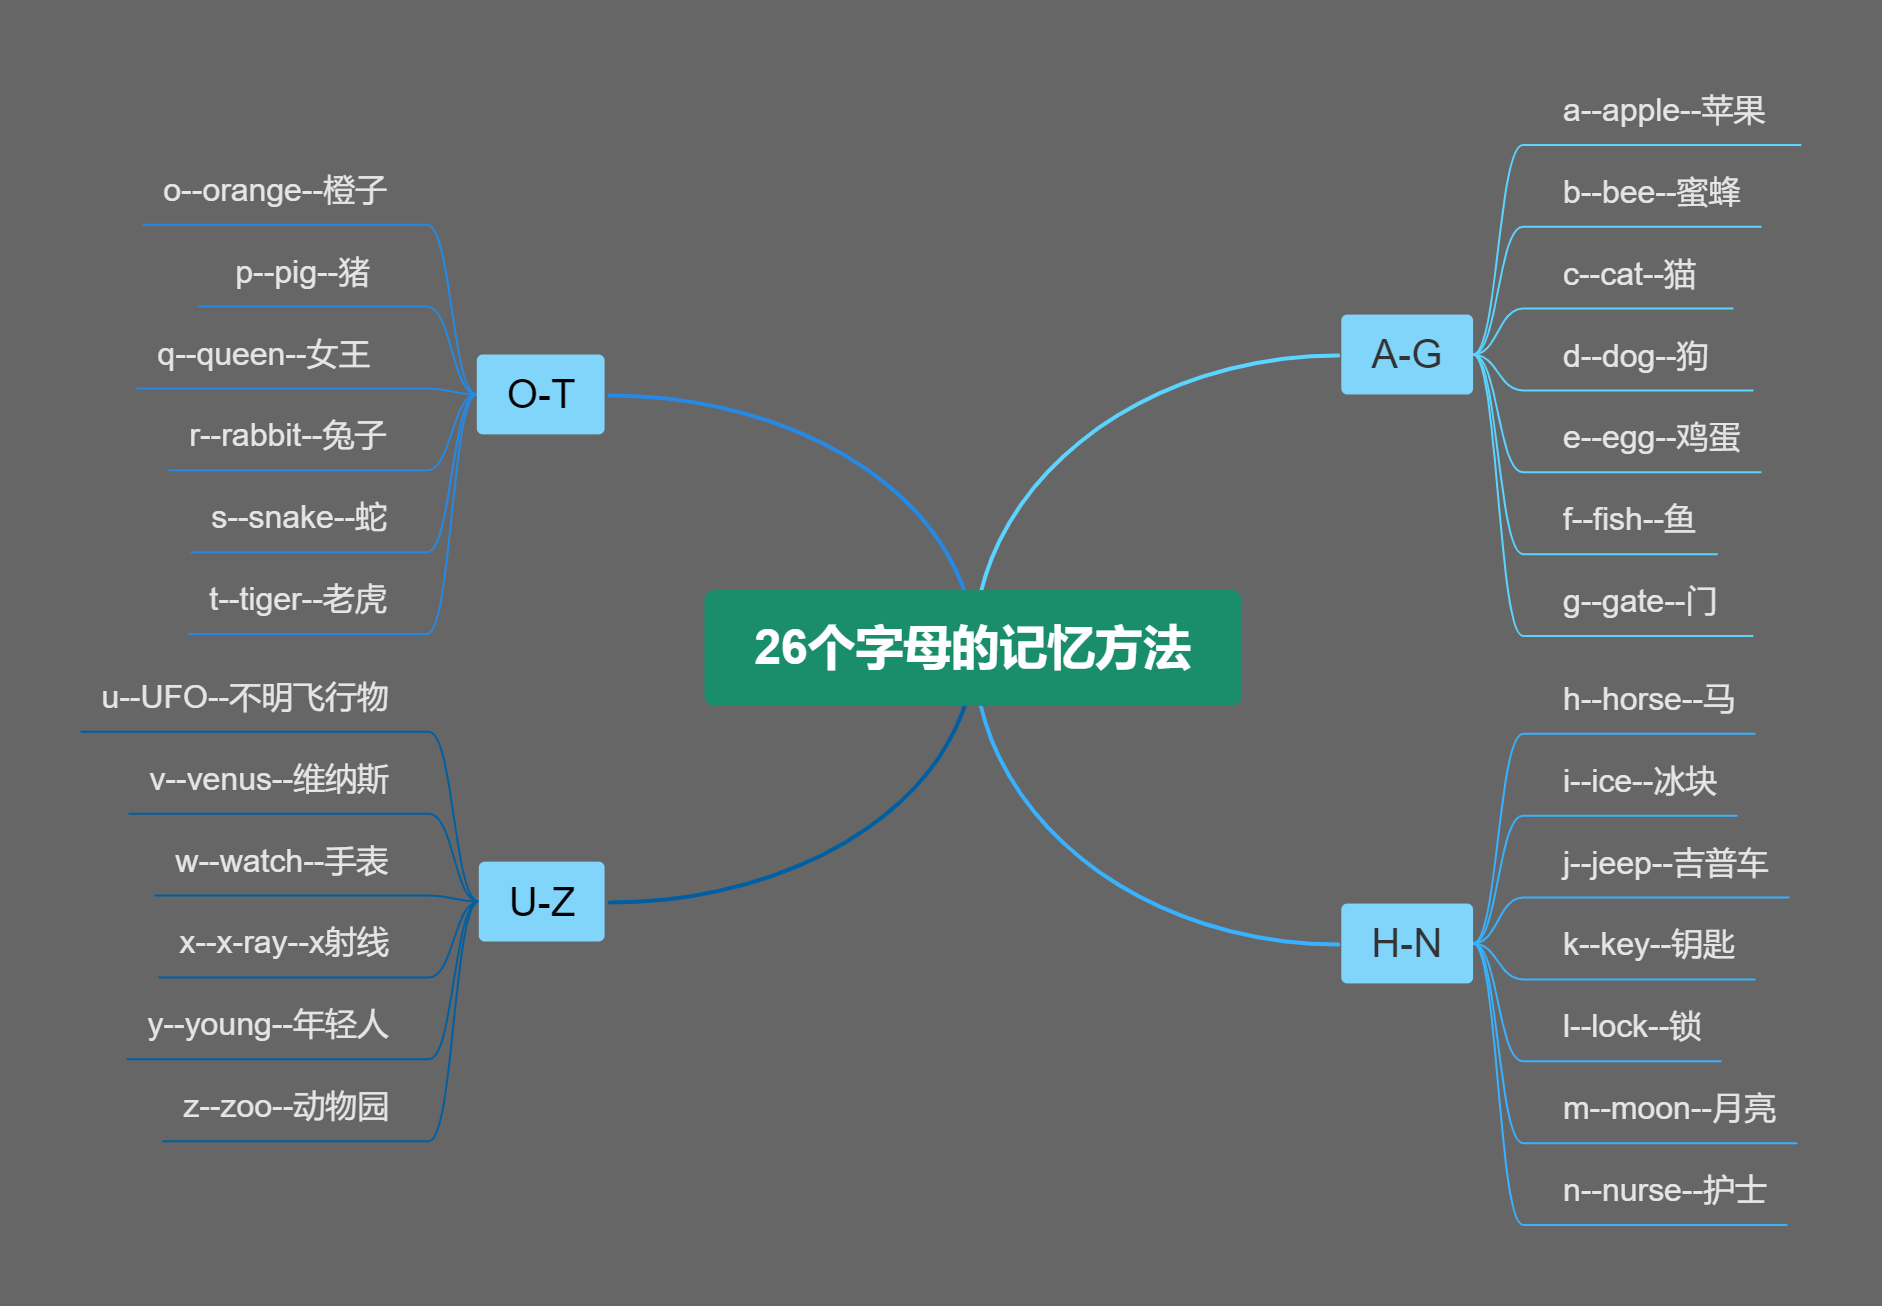 26个字母的记忆方法
A-G
a--apple--苹果
b--bee--蜜蜂
c--cat--猫
d--dog--狗
e--egg--鸡蛋
f--fish--鱼
g--gate--门
H-N
h--horse--马
i--ice--冰块
j--jeep--吉普车
k--key--钥匙
l--lock--锁
m--moon--月亮
n--nurse--护士
O-T
o--orange--橙子
p--pig--猪
q--queen--女王
r--rabbit--兔子
s--snake--蛇
t--tiger--老虎
U-Z
u--UFO--不明飞行物
v--venus--维纳斯
w--watch--手表
x--x-ray--x射线
y--young--年轻人
z--zoo--动物园